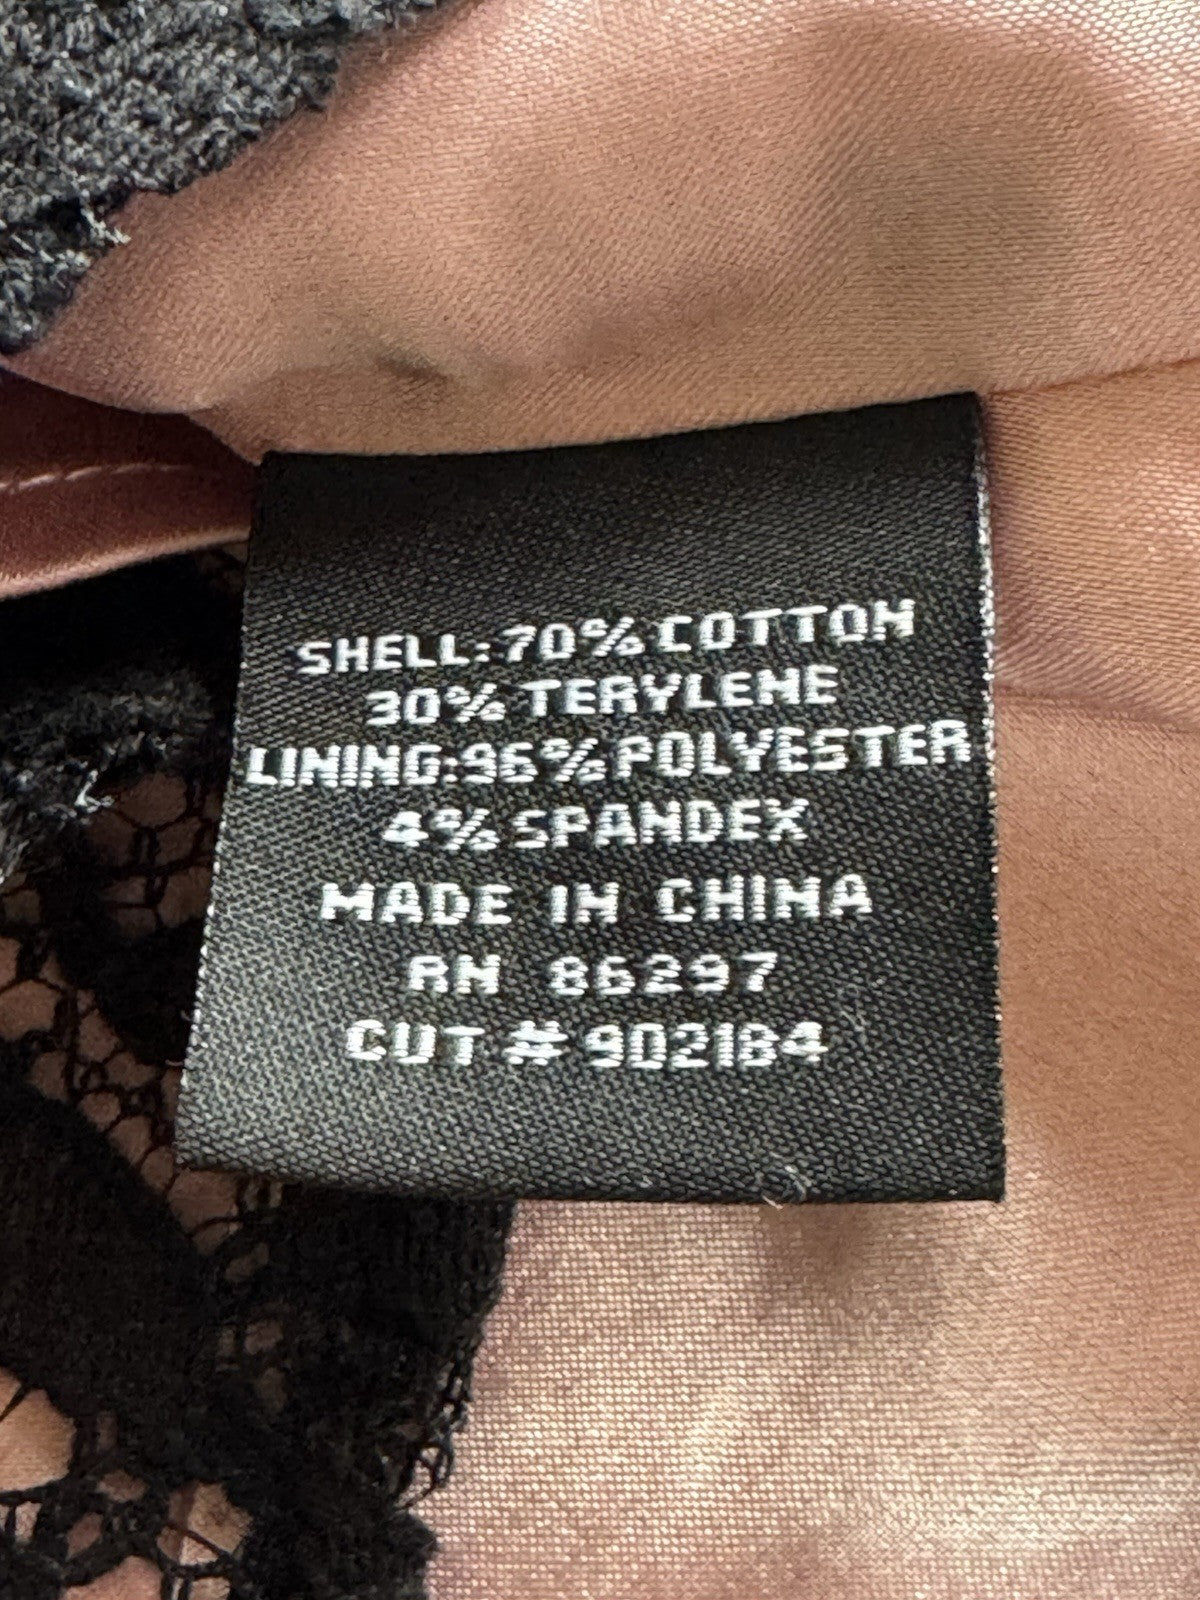 SHELL:70% COTTON
30% TERYLENE
LINING:96% POLYESTER
4% SPANDEX
MADE IN CHINA
RN 86297
CUT # 902184